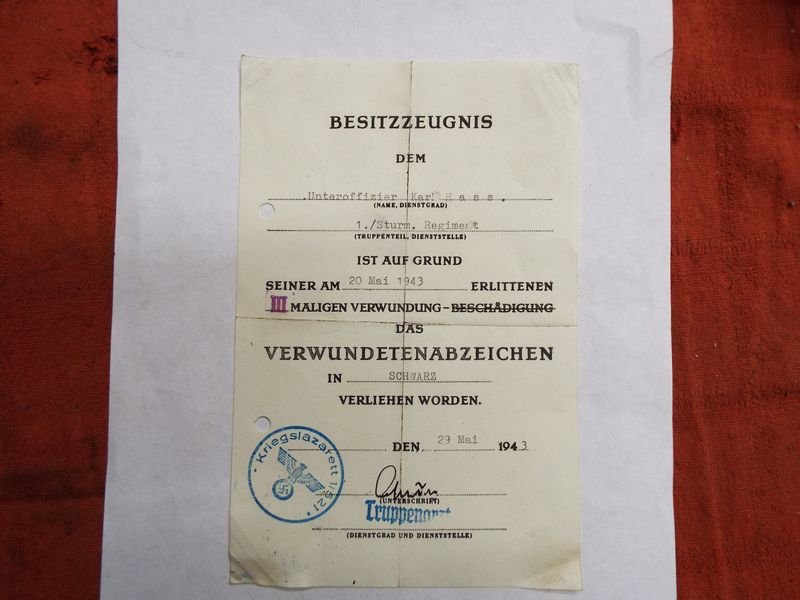 BESITZZEUGNIS
DEM
Unteroffizier Karl Hass.
(NAME, DIENSTGRAD)
1./Sturm. Regiment
(TRUPPENTEIL, DIENSTSTELLE)
IST AUF GRUND
SEINER AM 20 Mai 1943 ERLITTENEN
III MALIGEN VERWUNDUNG-BESCHÄDIGUNG
DAS
VERWUNDETENABZEICHEN
IN SCHWARZ
VERLIEHEN WORDEN.
DEN 29 Mai 1943
Kriegslazarett 1/521
(UNTERSCHRIFT)
Truppenarzt
(DIENSTGRAD UND DIENSTSTELLE)